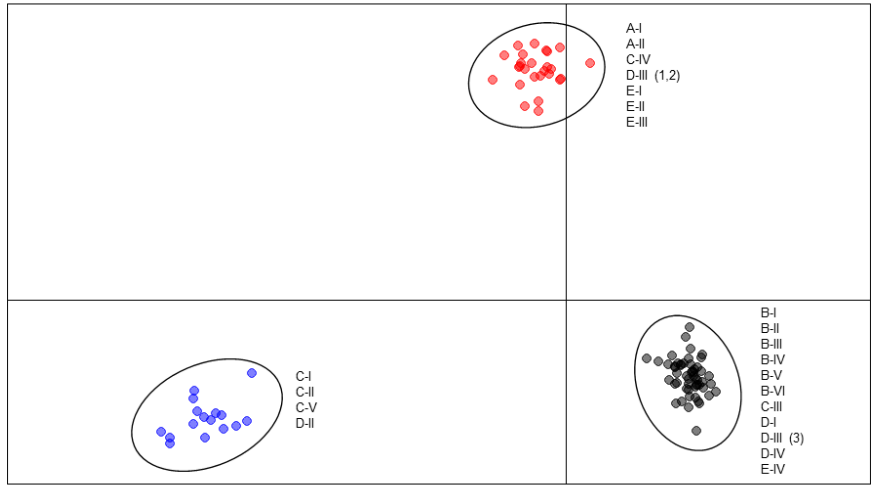 A-I
A-II
C-IV
D-III (1,2)
E-I
E-II
E-III
C-I
C-II
C-V
D-II
B-I
B-II
B-III
B-IV
B-V
B-VI
C-III
D-I
D-III (3)
D-IV
E-IV